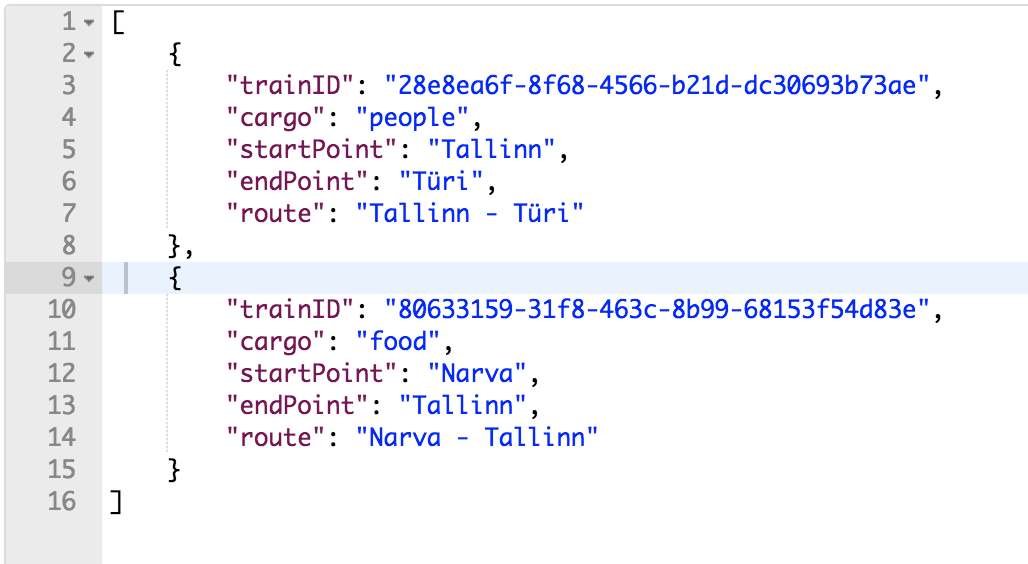 1 [
2 {
3 "trainID": "28e8ea6f-8f68-4566-b21d-dc30693b73ae",
4 "cargo": "people",
5 "startPoint": "Tallinn",
6 "endPoint": "Türi",
7 "route": "Tallinn - Türi"
8 },
9 {
10 "trainID": "80633159-31f8-463c-8b99-68153f54d83e",
11 "cargo": "food",
12 "startPoint": "Narva",
13 "endPoint": "Tallinn",
14 "route": "Narva - Tallinn"
15 }
16 ]